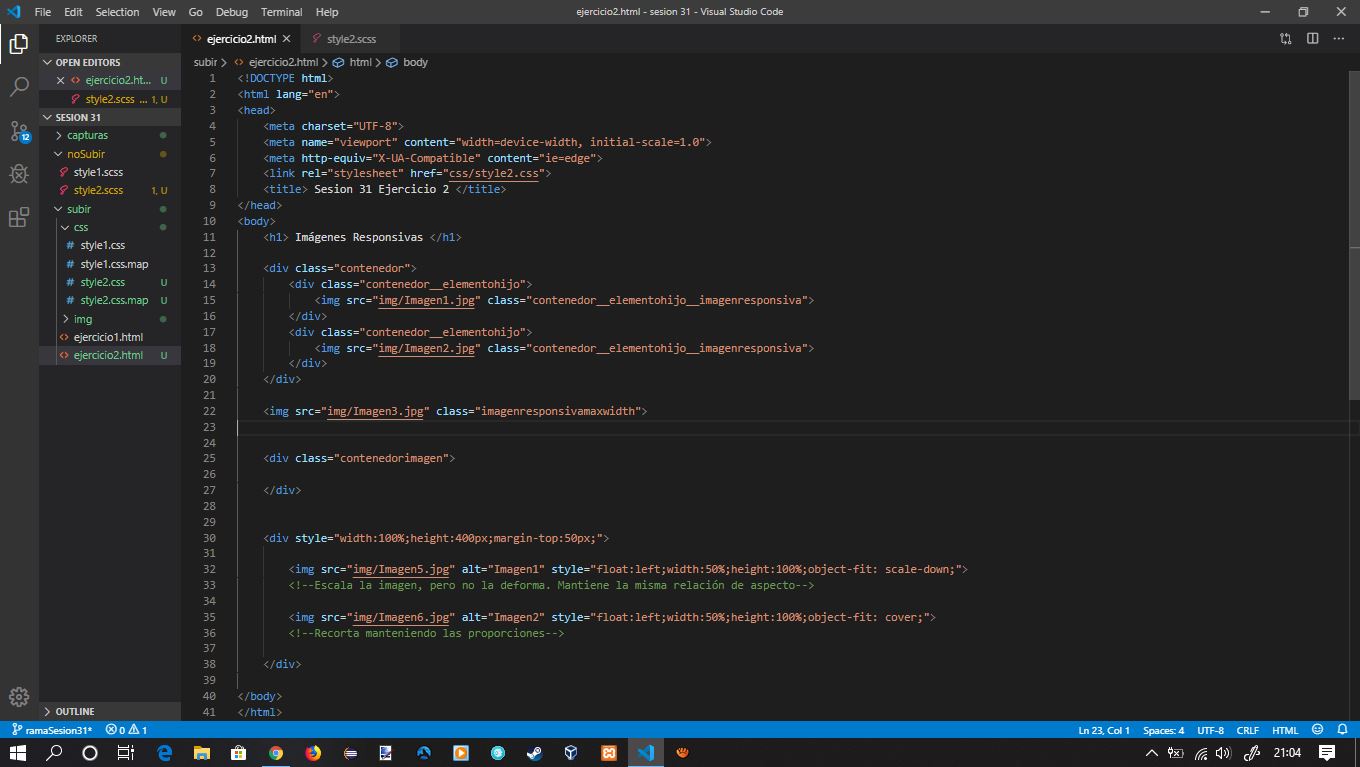 File Edit Selection View Go Debug Terminal Help
ejercicio2.html - sesion 31 - Visual Studio Code
EXPLORER
OPEN EDITORS
ejercicio2.ht... U
style2.scss ... 1, U
SESION 31
capturas
noSubir
style1.scss
style2.scss 1, U
subir
css
style1.css
style1.css.map
style2.css U
style2.css.map U
img
ejercicio1.html
ejercicio2.html U
OUTLINE
12
ejercicio2.html
style2.scss
subir > ejercicio2.html > html > body
1 <!DOCTYPE html>
2 <html lang="en">
3 <head>
4 <meta charset="UTF-8">
5 <meta name="viewport" content="width=device-width, initial-scale=1.0">
6 <meta http-equiv="X-UA-Compatible" content="ie=edge">
7 <link rel="stylesheet" href="css/style2.css">
8 <title> Sesion 31 Ejercicio 2 </title>
9 </head>
10 <body>
11 <h1> Imágenes Responsivas </h1>
12
13 <div class="contenedor">
14 <div class="contenedor__elementohijo">
15 <img src="img/Imagen1.jpg" class="contenedor__elementohijo__imagenresponsiva">
16 </div>
17 <div class="contenedor__elementohijo">
18 <img src="img/Imagen2.jpg" class="contenedor__elementohijo__imagenresponsiva">
19 </div>
20 </div>
21
22 <img src="img/Imagen3.jpg" class="imagenresponsivamaxwidth">
23
24
25 <div class="contenedorimagen">
26
27 </div>
28
29
30 <div style="width:100%;height:400px;margin-top:50px;">
31
32 <img src="img/Imagen5.jpg" alt="Imagen1" style="float:left;width:50%;height:100%;object-fit: scale-down;">
33 <!--Escala la imagen, pero no la deforma. Mantiene la misma relación de aspecto-->
34
35 <img src="img/Imagen6.jpg" alt="Imagen2" style="float:left;width:50%;height:100%;object-fit: cover;">
36 <!--Recorta manteniendo las proporciones-->
37
38 </div>
39
40 </body>
41 </html>
ramaSesion31* 0 1
Ln 23, Col 1 Spaces: 4 UTF-8 CRLF HTML
21:04